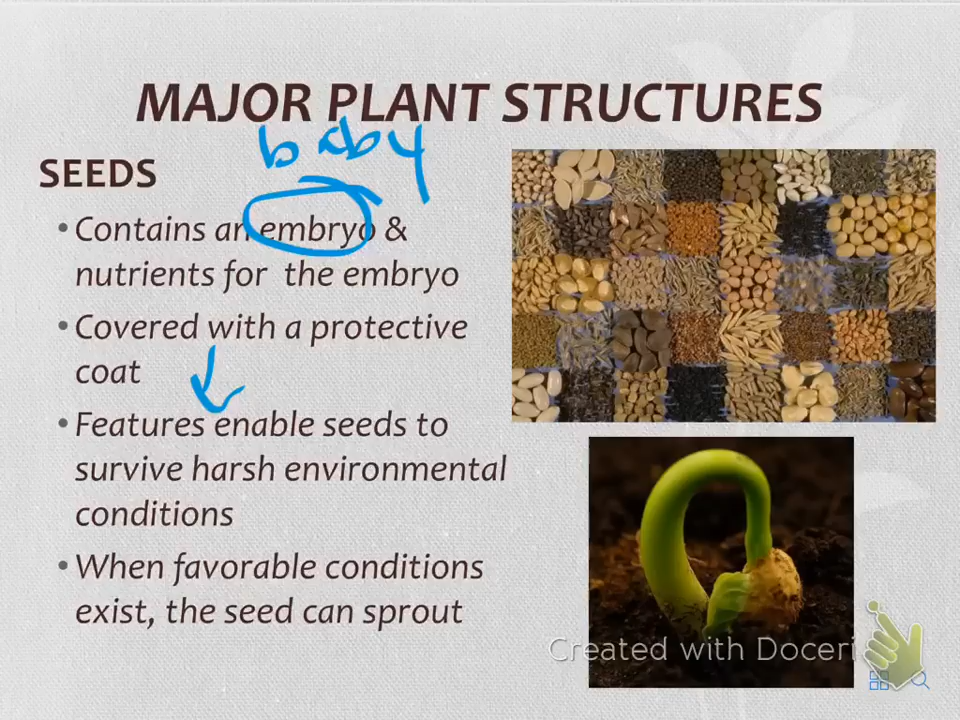 MAJOR PLANT STRUCTURES
baby
SEEDS
• Contains an embryo &
nutrients for the embryo
• Covered with a protective
coat
• Features enable seeds to
survive harsh environmental
conditions
• When favorable conditions
exist, the seed can sprout
Created with Doceri